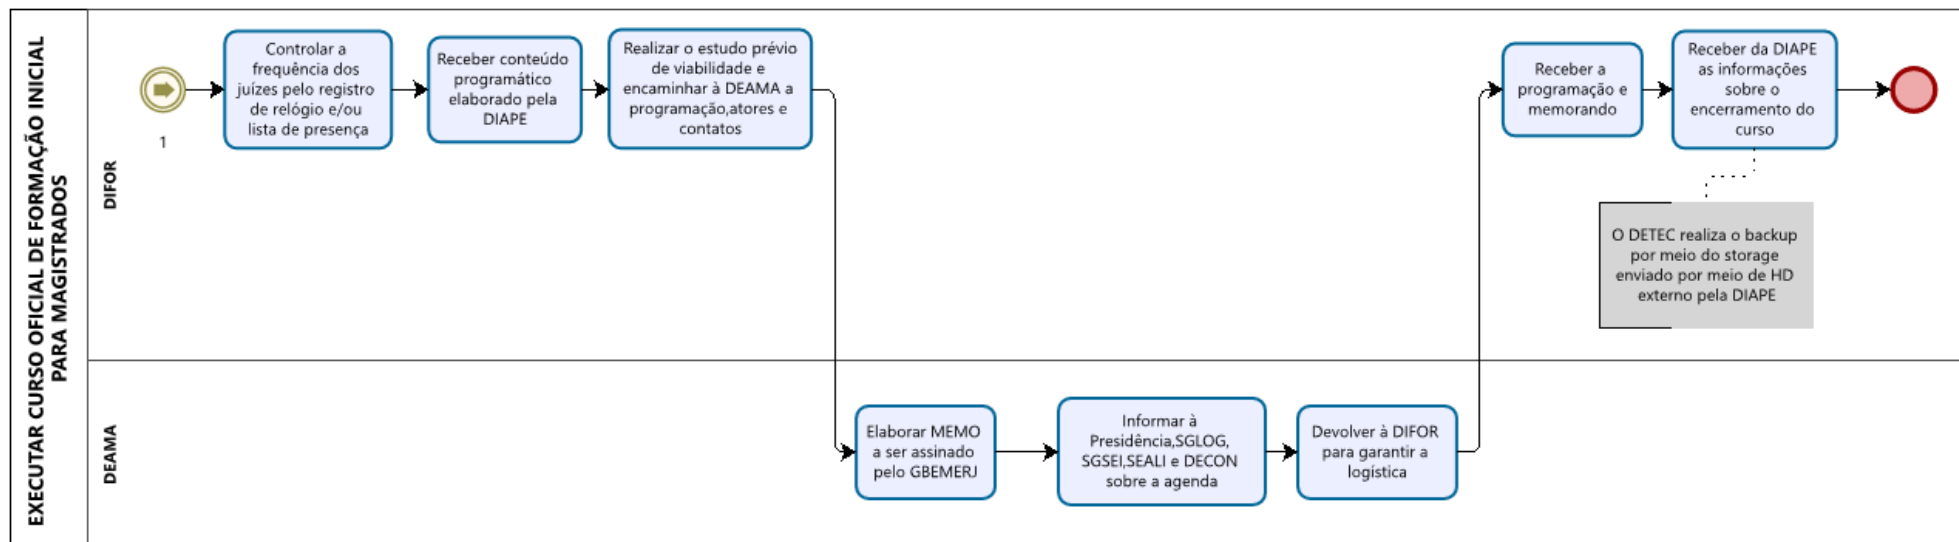 EXECUTAR CURSO OFICIAL DE FORMAÇÃO INICIAL
PARA MAGISTRADOS
DIFOR
1
Controlar a
frequência dos
juízes pelo registro
de relógio e/ou
lista de presença
Receber conteúdo
programático
elaborado pela
DIAPE
Realizar o estudo prévio
de viabilidade e
encaminhar à DEAMA a
programação,atores e
contatos
Receber a
programação e
memorando
Receber da DIAPE
as informações
sobre o
encerramento do
curso
O DETEC realiza o backup
por meio do storage
enviado por meio de HD
externo pela DIAPE
DEAMA
Elaborar MEMO
a ser assinado
pelo GBEMERJ
Informar à
Presidência,SGLOG,
SGSEI,SEALI e DECON
sobre a agenda
Devolver à DIFOR
para garantir a
logística